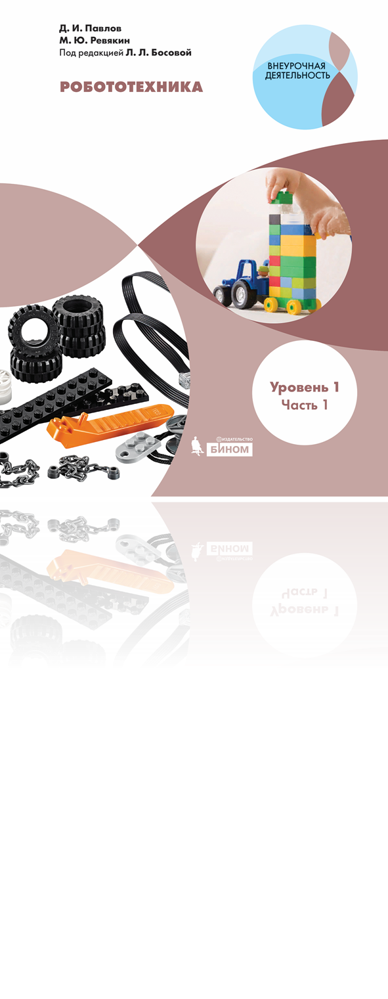 Д. И. Павлов
М. Ю. Ревякин
Под редакцией Л. Л. Босовой
РОБОТОТЕХНИКА
ВНЕУРОЧНАЯ
ДЕЯТЕЛЬНОСТЬ
Уровень 1
Часть 1
ИЗДАТЕЛЬСТВО
БИНОМ